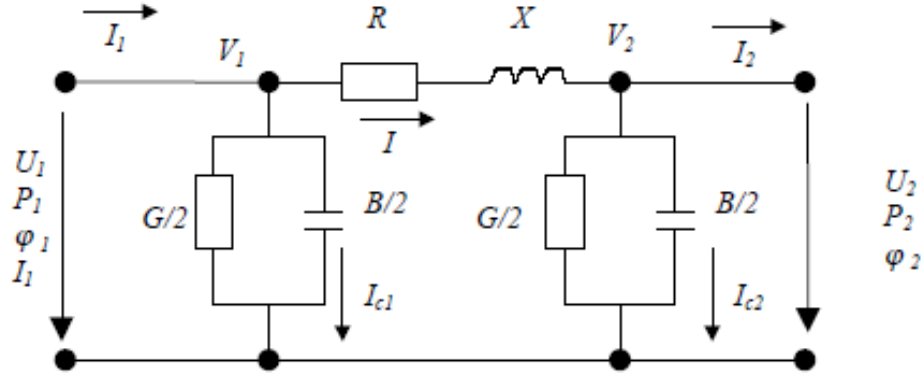 I1 R X I2
V1 V2
I
U1
P1
φ1
I1
G/2 B/2 G/2 B/2
Ic1 Ic2
U2
P2
φ2